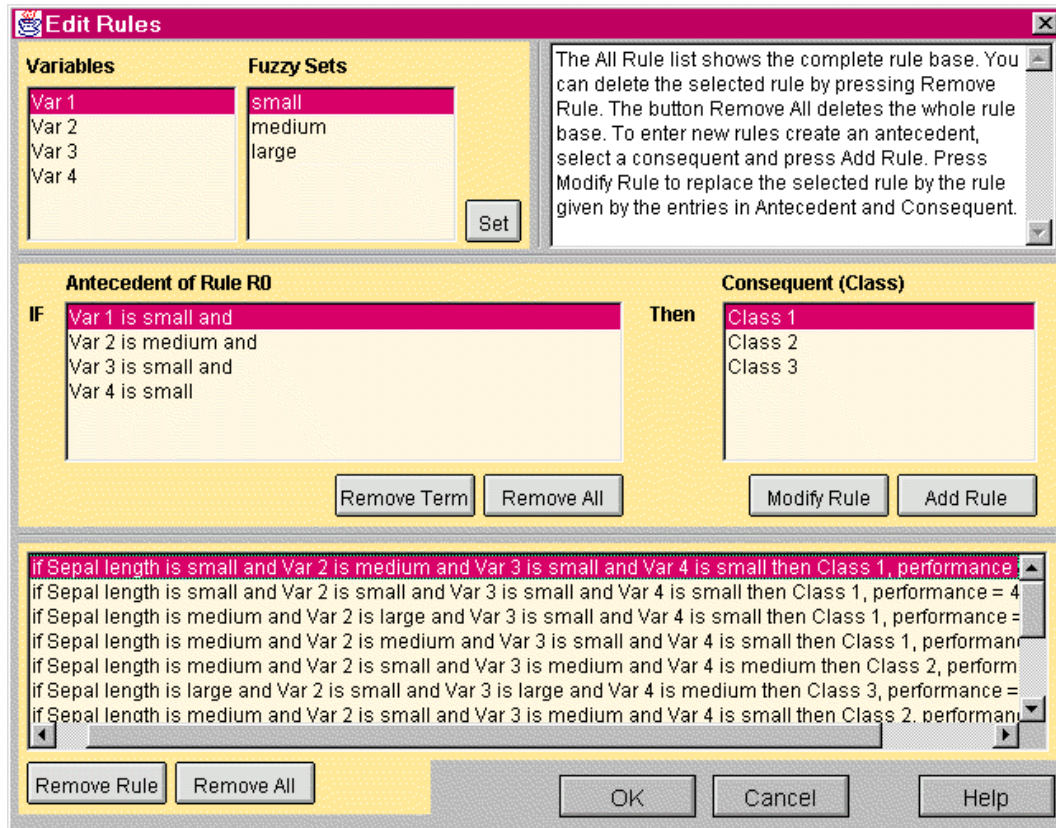 Edit Rules
Variables
Fuzzy Sets
Var 1
Var 2
Var 3
Var 4
small
medium
large
Set
The All Rule list shows the complete rule base. You
can delete the selected rule by pressing Remove
Rule. The button Remove All deletes the whole rule
base. To enter new rules create an antecedent,
select a consequent and press Add Rule. Press
Modify Rule to replace the selected rule by the rule
given by the entries in Antecedent and Consequent.
Antecedent of Rule R0
IF
Var 1 is small and
Var 2 is medium and
Var 3 is small and
Var 4 is small
Remove Term
Remove All
Consequent (Class)
Then
Class 1
Class 2
Class 3
Modify Rule
Add Rule
if Sepal length is small and Var 2 is medium and Var 3 is small and Var 4 is small then Class 1, performance
if Sepal length is small and Var 2 is small and Var 3 is small and Var 4 is small then Class 1, performance = 4
if Sepal length is medium and Var 2 is large and Var 3 is small and Var 4 is small then Class 1, performance =
if Sepal length is medium and Var 2 is medium and Var 3 is small and Var 4 is small then Class 1, performan
if Sepal length is medium and Var 2 is small and Var 3 is medium and Var 4 is medium then Class 2, perform
if Sepal length is large and Var 2 is small and Var 3 is large and Var 4 is medium then Class 3, performance =
if Sepal length is medium and Var 2 is small and Var 3 is medium and Var 4 is small then Class 2, performan
Remove Rule
Remove All
OK
Cancel
Help